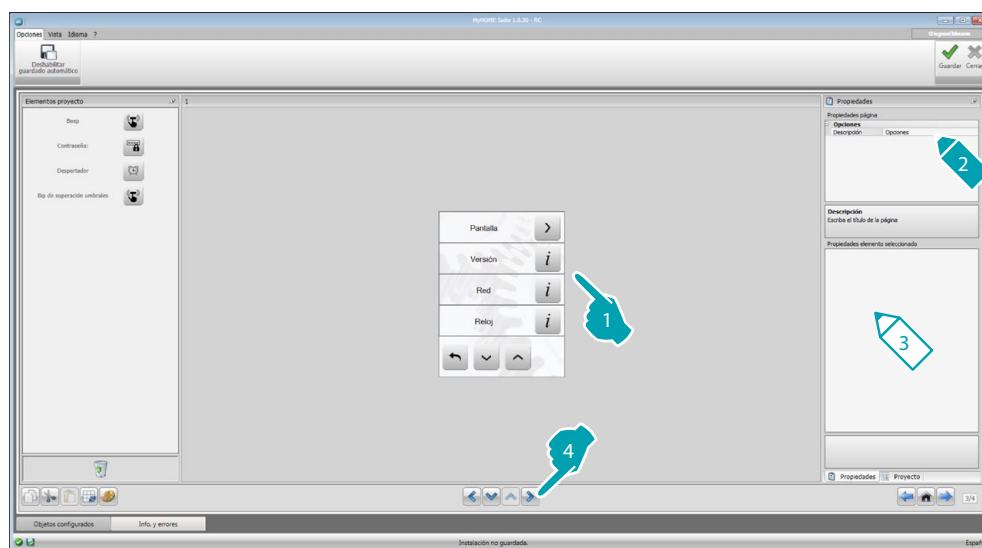 MyHOME Suite 1.0.20 - RC
Opciones Vista Idioma ?
Deshabilitar
guardado automático
Guardar Cerrar
Elementos proyecto
1
Propiedades
Beep
Contraseña:
Despertador
Bip de superación umbrales
Propiedades página
Opciones
Descripción Opciones
2
Descripción
Escriba el título de la página
Propiedades elemento seleccionado
Pantalla
Versión i
Red i
Reloj i
1
3
4
Propiedades Proyecto
3/4
Objetos configurados Info. y errores
Instalación no guardada.
Españ